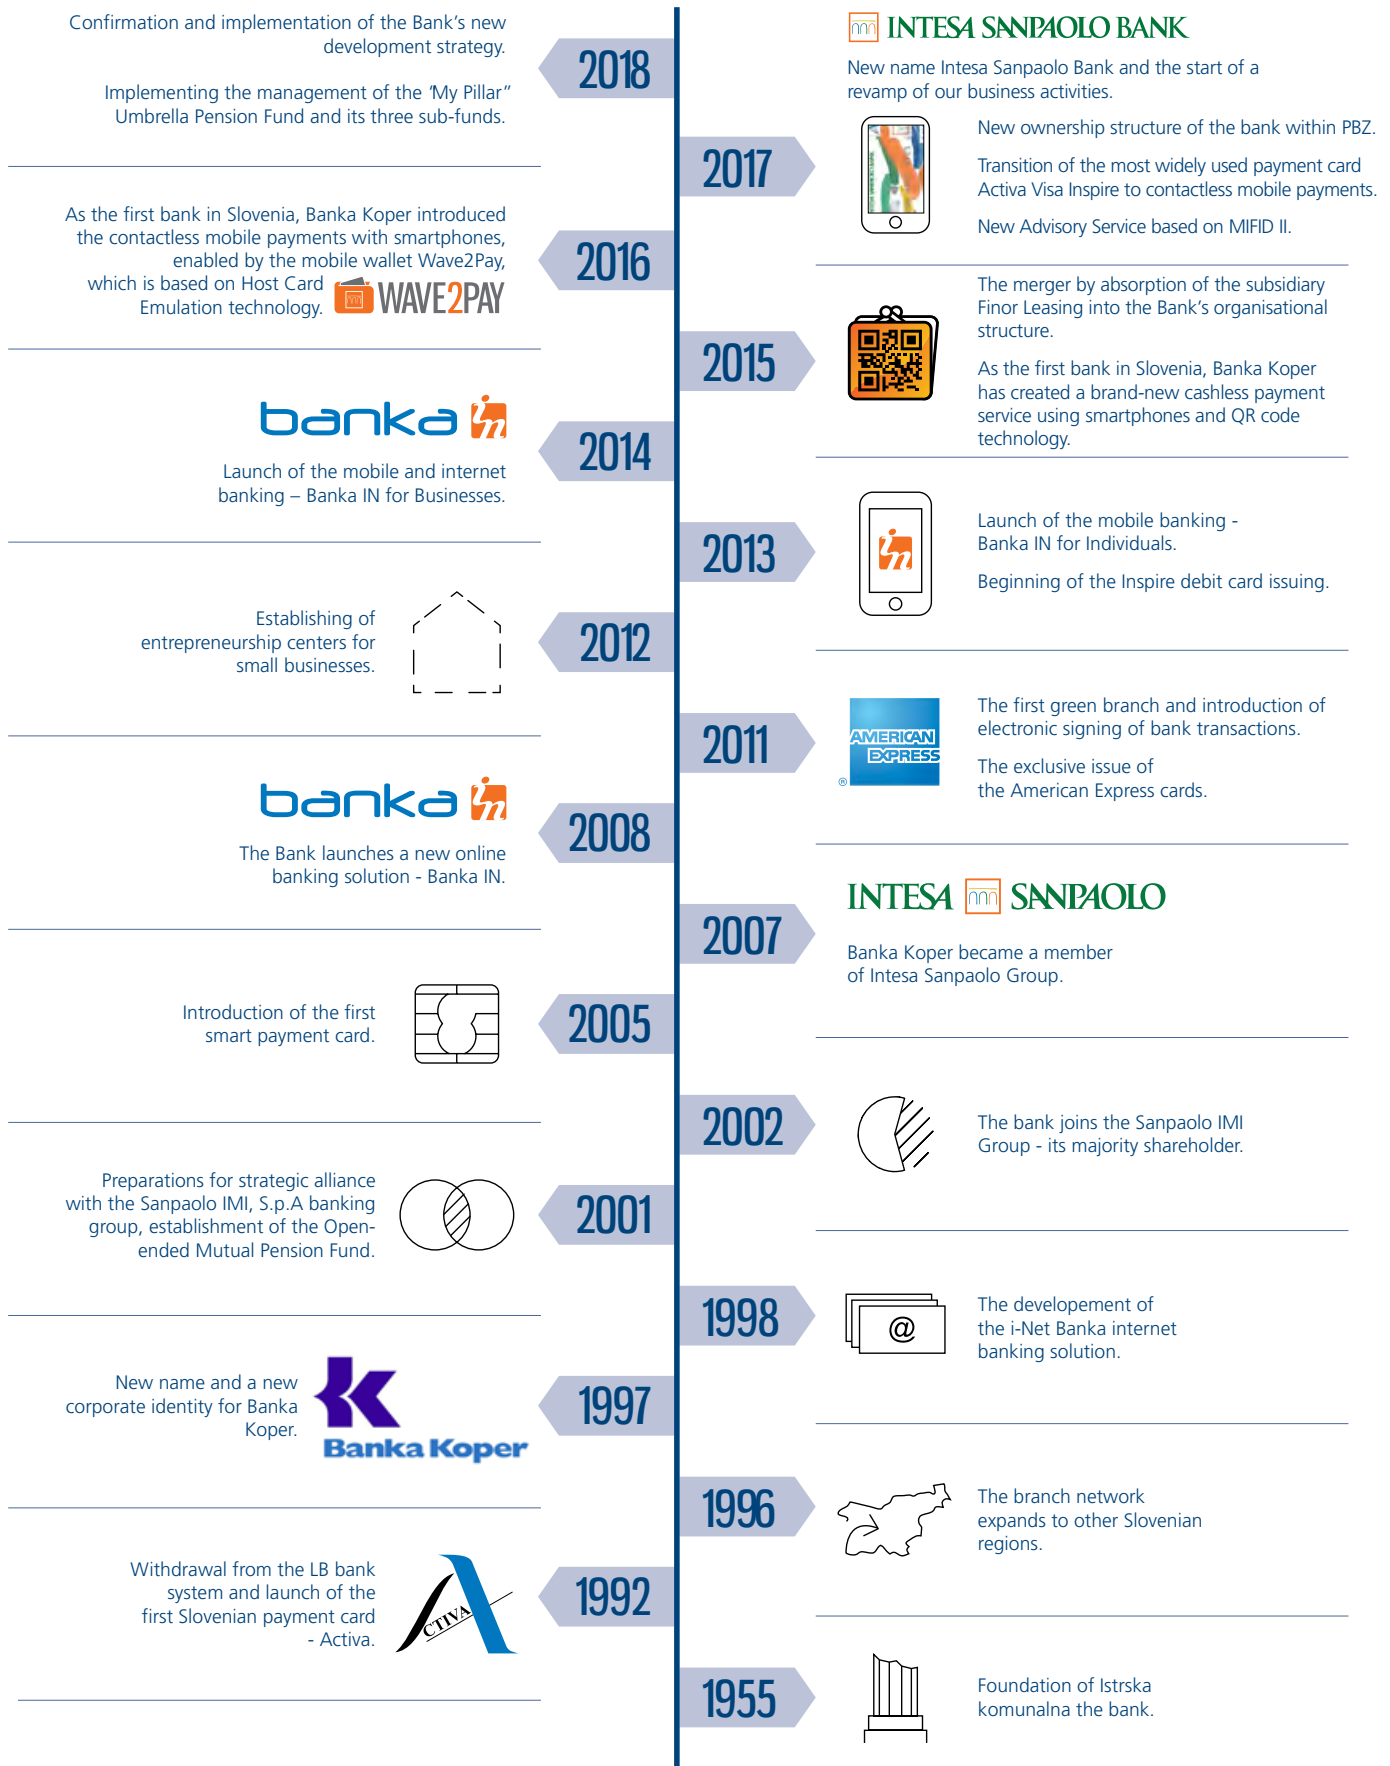 Confirmation and implementation of the Bank’s new
development strategy.
Implementing the management of the ‘My Pillar”
Umbrella Pension Fund and its three sub-funds.
2018
INTESA SANPAOLO BANK
New name Intesa Sanpaolo Bank and the start of a
revamp of our business activities.
New ownership structure of the bank within PBZ.
Transition of the most widely used payment card
Activa Visa Inspire to contactless mobile payments.
New Advisory Service based on MIFID II.
2017
As the first bank in Slovenia, Banka Koper introduced
the contactless mobile payments with smartphones,
enabled by the mobile wallet Wave2Pay,
which is based on Host Card
Emulation technology.
WAVE2PAY
2016
The merger by absorption of the subsidiary
Finor Leasing into the Bank’s organisational
structure.
As the first bank in Slovenia, Banka Koper
has created a brand-new cashless payment
service using smartphones and QR code
technology.
2015
banka in
Launch of the mobile and internet
banking – Banka IN for Businesses.
2014
in
Launch of the mobile banking -
Banka IN for Individuals.
Beginning of the Inspire debit card issuing.
2013
Establishing of
entrepreneurship centers for
small businesses.
2012
AMERICAN
EXPRESS
®
The first green branch and introduction of
electronic signing of bank transactions.
The exclusive issue of
the American Express cards.
2011
banka in
The Bank launches a new online
banking solution - Banka IN.
2008
INTESA SANPAOLO
Banka Koper became a member
of Intesa Sanpaolo Group.
2007
Introduction of the first
smart payment card.
2005
The bank joins the Sanpaolo IMI
Group - its majority shareholder.
2002
Preparations for strategic alliance
with the Sanpaolo IMI, S.p.A banking
group, establishment of the Open-
ended Mutual Pension Fund.
2001
@
The developement of
the i-Net Banka internet
banking solution.
1998
New name and a new
corporate identity for Banka
Koper.
Banka Koper
1997
The branch network
expands to other Slovenian
regions.
1996
Withdrawal from the LB bank
system and launch of the
first Slovenian payment card
- Activa.
ACTIVA
1992
Foundation of Istrska
komunalna the bank.
1955